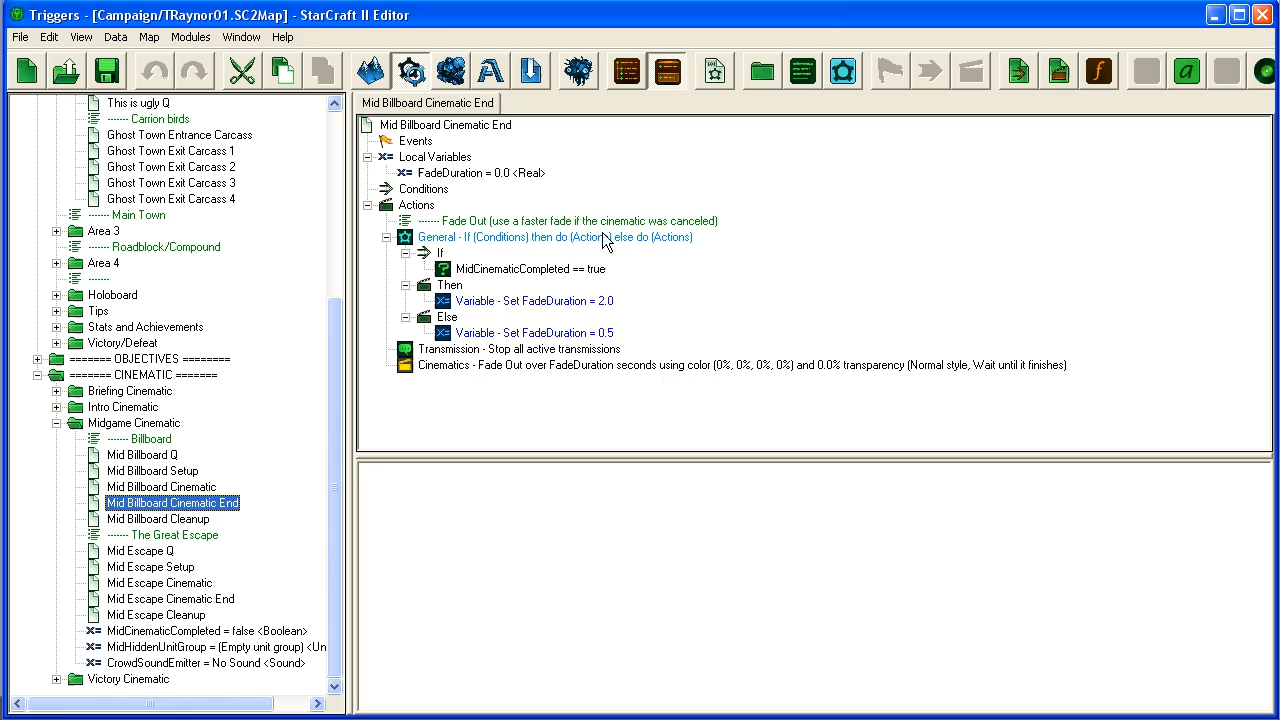 Triggers - [Campaign/TRaynor01.SC2Map] - StarCraft II Editor
File Edit View Data Map Modules Window Help
This is ugly Q
------ Carrion birds
Ghost Town Entrance Carcass
Ghost Town Exit Carcass 1
Ghost Town Exit Carcass 2
Ghost Town Exit Carcass 3
Ghost Town Exit Carcass 4
------ Main Town
Area 3
------ Roadblock/Compound
Area 4
------
Holoboard
Tips
Stats and Achievements
Victory/Defeat
======= OBJECTIVES ========
======= CINEMATIC =======
Briefing Cinematic
Intro Cinematic
Midgame Cinematic
------ Billboard
Mid Billboard Q
Mid Billboard Setup
Mid Billboard Cinematic
Mid Billboard Cinematic End
Mid Billboard Cleanup
------ The Great Escape
Mid Escape Q
Mid Escape Setup
Mid Escape Cinematic
Mid Escape Cinematic End
Mid Escape Cleanup
MidCinematicCompleted = false <Boolean>
MidHiddenUnitGroup = (Empty unit group) <Un
CrowdSoundEmitter = No Sound <Sound>
Victory Cinematic
Mid Billboard Cinematic End
Mid Billboard Cinematic End
Events
Local Variables
FadeDuration = 0.0 <Real>
Conditions
Actions
------ Fade Out (use a faster fade if the cinematic was canceled)
General - If (Conditions) then do (Actions) else do (Actions)
If
MidCinematicCompleted == true
Then
Variable - Set FadeDuration = 2.0
Else
Variable - Set FadeDuration = 0.5
Transmission - Stop all active transmissions
Cinematics - Fade Out over FadeDuration seconds using color (0%, 0%, 0%, 0%) and 0.0% transparency (Normal style, Wait until it finishes)